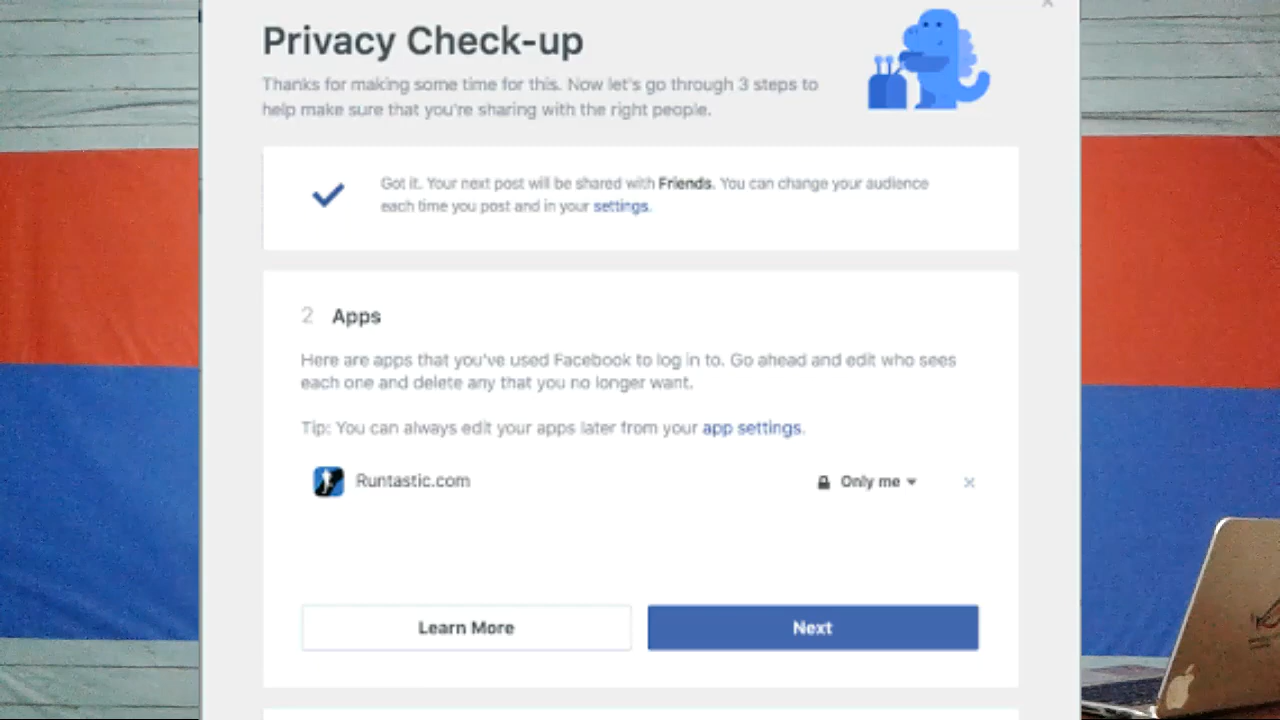 Privacy Check-up
Thanks for making some time for this. Now let's go through 3 steps to
help make sure that you're sharing with the right people.
Got it. Your next post will be shared with Friends. You can change your audience
each time you post and in your settings.
2 Apps
Here are apps that you've used Facebook to log in to. Go ahead and edit who sees
each one and delete any that you no longer want.
Tip: You can always edit your apps later from your app settings.
Runtastic.com
Only me
Learn More
Next